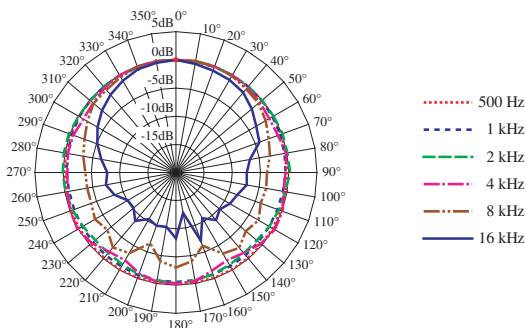 350° 0°
340° 10°
330° 20°
320° 30°
310° 40°
300° 50°
290° 60°
280° 70°
270° 80°
260° 90°
250° 100°
240° 110°
230° 120°
220° 130°
210° 140°
200° 150°
190° 160°
180° 170°
5dB
0dB
-5dB
-10dB
-15dB
500 Hz
1 kHz
2 kHz
4 kHz
8 kHz
16 kHz